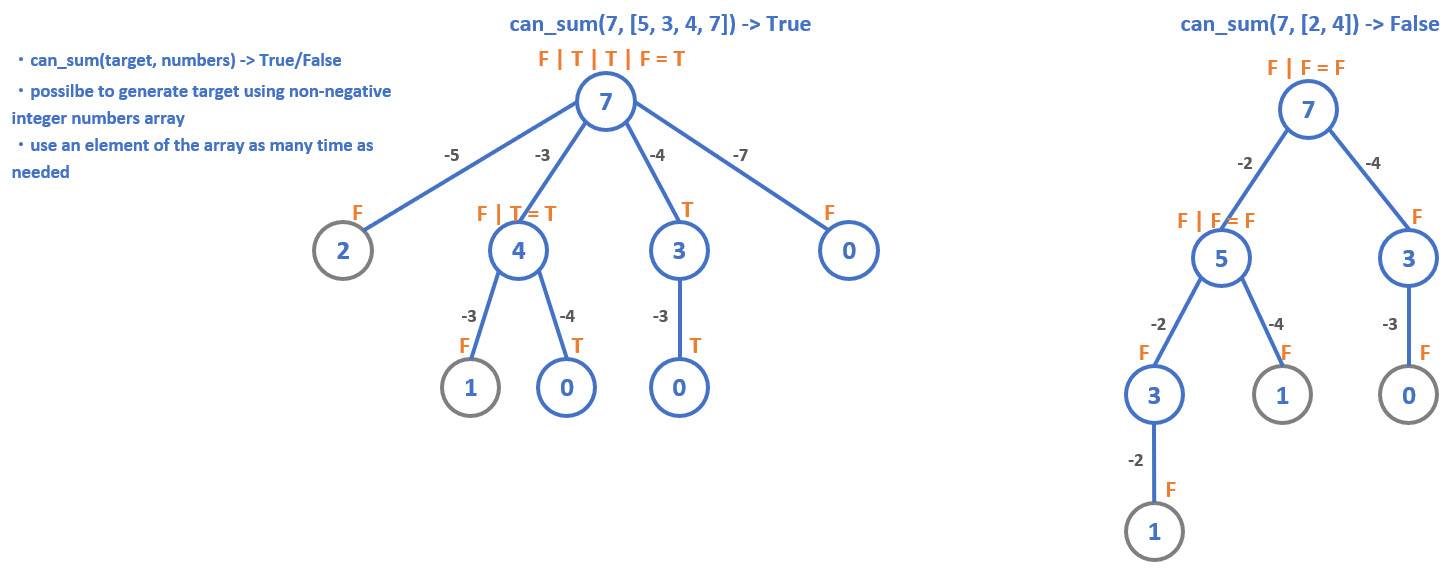 can_sum(7, [5, 3, 4, 7]) -> True
can_sum(7, [2, 4]) -> False
・can_sum(target, numbers) -> True/False
・possilbe to generate target using non-negative
integer numbers array
・use an element of the array as many time as
needed
F | T | T | F = T
7
-5
-3
-4
-7
F
F | T = T
T
F
2
4
3
0
-3
-4
-3
F
T
T
1
0
0
F | F = F
7
-2
-4
F | F = F
F
5
3
-2
-4
-3
F
F
F
3
1
0
-2
F
1